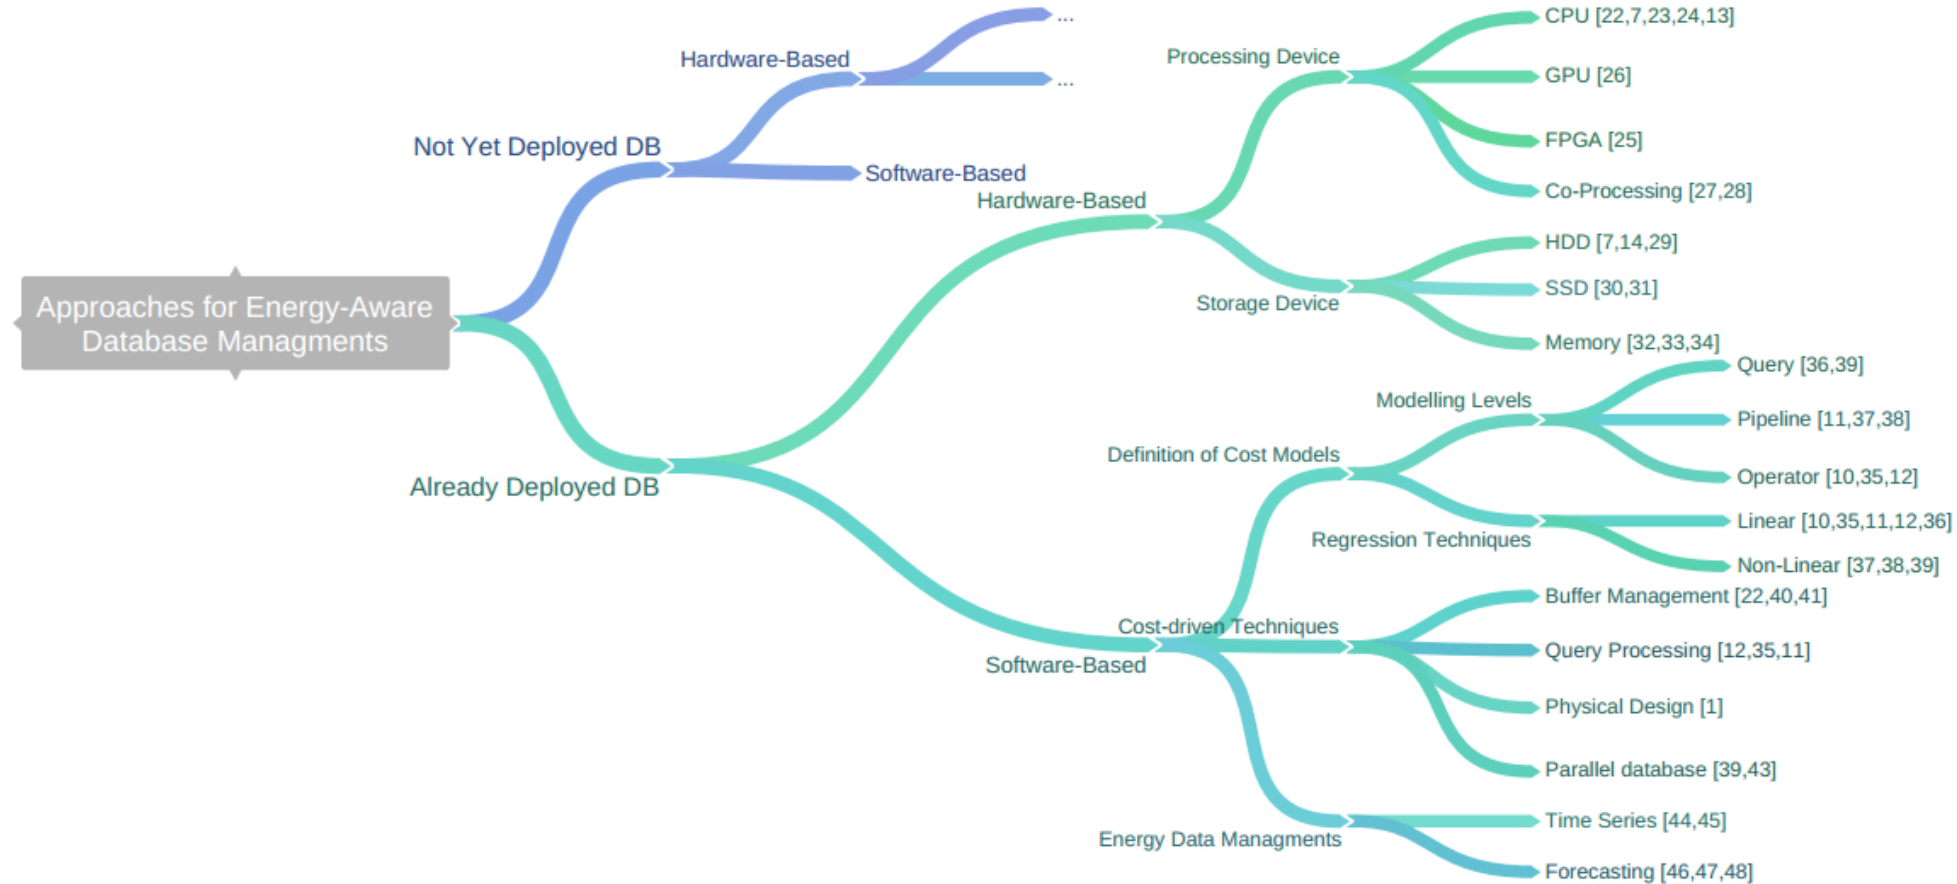 Approaches for Energy-Aware
Database Managments
Not Yet Deployed DB
Hardware-Based
...
...
Software-Based
Already Deployed DB
Hardware-Based
Processing Device
CPU [22,7,23,24,13]
GPU [26]
FPGA [25]
Co-Processing [27,28]
Storage Device
HDD [7,14,29]
SSD [30,31]
Memory [32,33,34]
Software-Based
Definition of Cost Models
Modelling Levels
Query [36,39]
Pipeline [11,37,38]
Operator [10,35,12]
Regression Techniques
Linear [10,35,11,12,36]
Non-Linear [37,38,39]
Cost-driven Techniques
Buffer Management [22,40,41]
Query Processing [12,35,11]
Physical Design [1]
Parallel database [39,43]
Energy Data Managments
Time Series [44,45]
Forecasting [46,47,48]